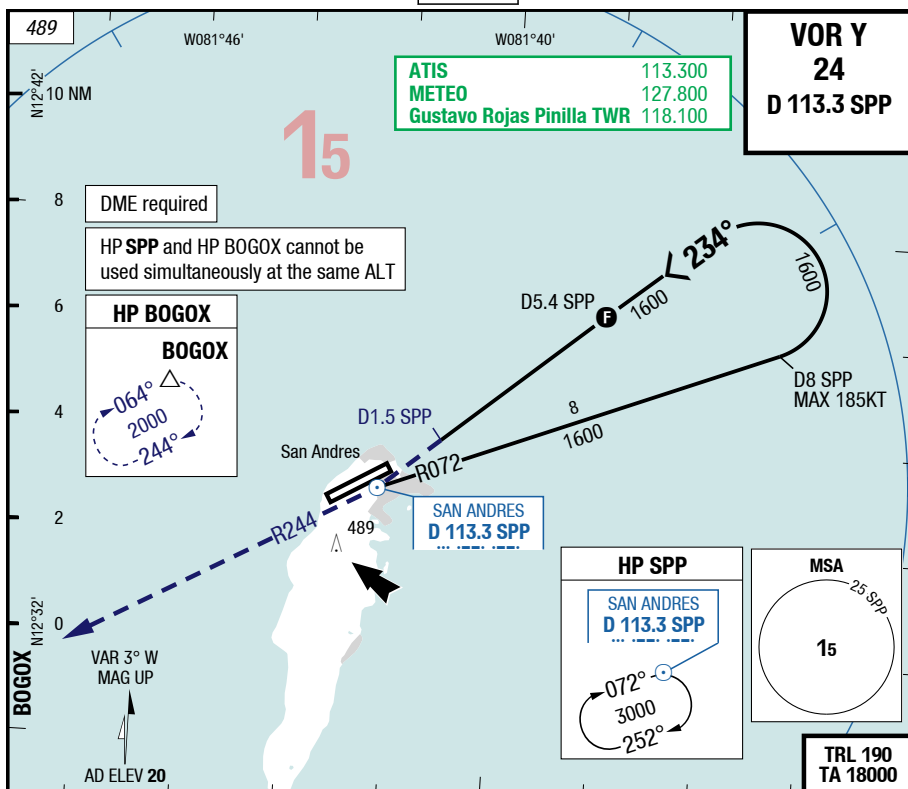 489
W081°46'
W081°40'
VOR Y
24
D 113.3 SPP
ATIS 113.300
METEO 127.800
Gustavo Rojas Pinilla TWR 118.100
N12°42'
10 NM
15
8
DME required
HP SPP and HP BOGOX cannot be
used simultaneously at the same ALT
234°
1600
1600
D5.4 SPP
F
6
HP BOGOX
BOGOX
064°
2000
244°
D8 SPP
MAX 185KT
4
D1.5 SPP
8
1600
San Andres
R072
2
R244
489
SAN ANDRES
D 113.3 SPP
HP SPP
SAN ANDRES
D 113.3 SPP
072°
3000
252°
MSA
25 SPP
15
N12°32'
0
BOGOX
VAR 3° W
MAG UP
AD ELEV 20
TRL 190
TA 18000